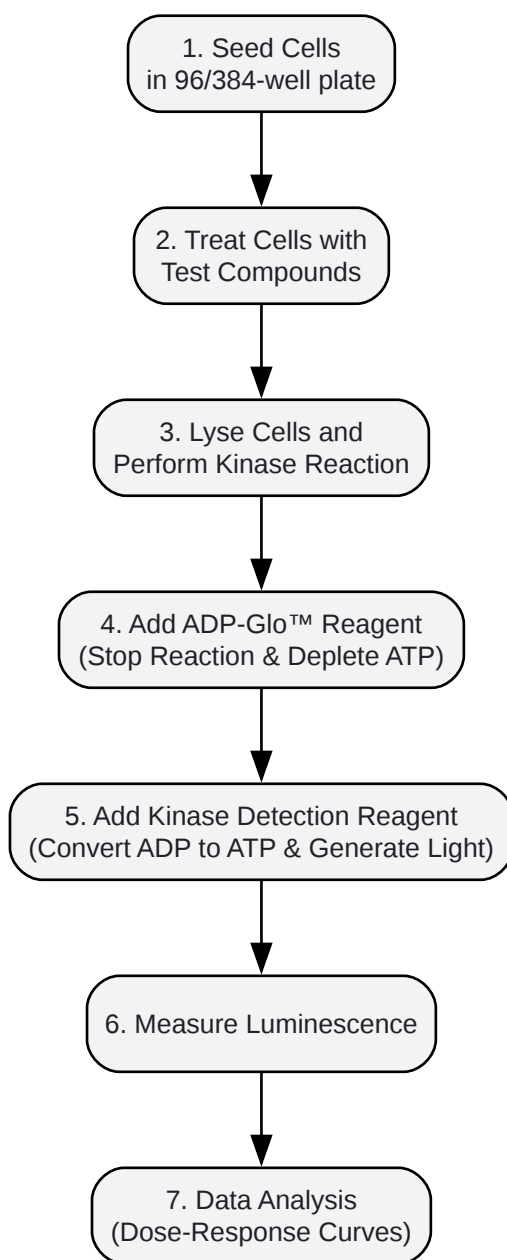 1. Seed Cells
in 96/384-well plate
2. Treat Cells with
Test Compounds
3. Lyse Cells and
Perform Kinase Reaction
4. Add ADP-Glo™ Reagent
(Stop Reaction & Deplete ATP)
5. Add Kinase Detection Reagent
(Convert ADP to ATP & Generate Light)
6. Measure Luminescence
7. Data Analysis
(Dose-Response Curves)